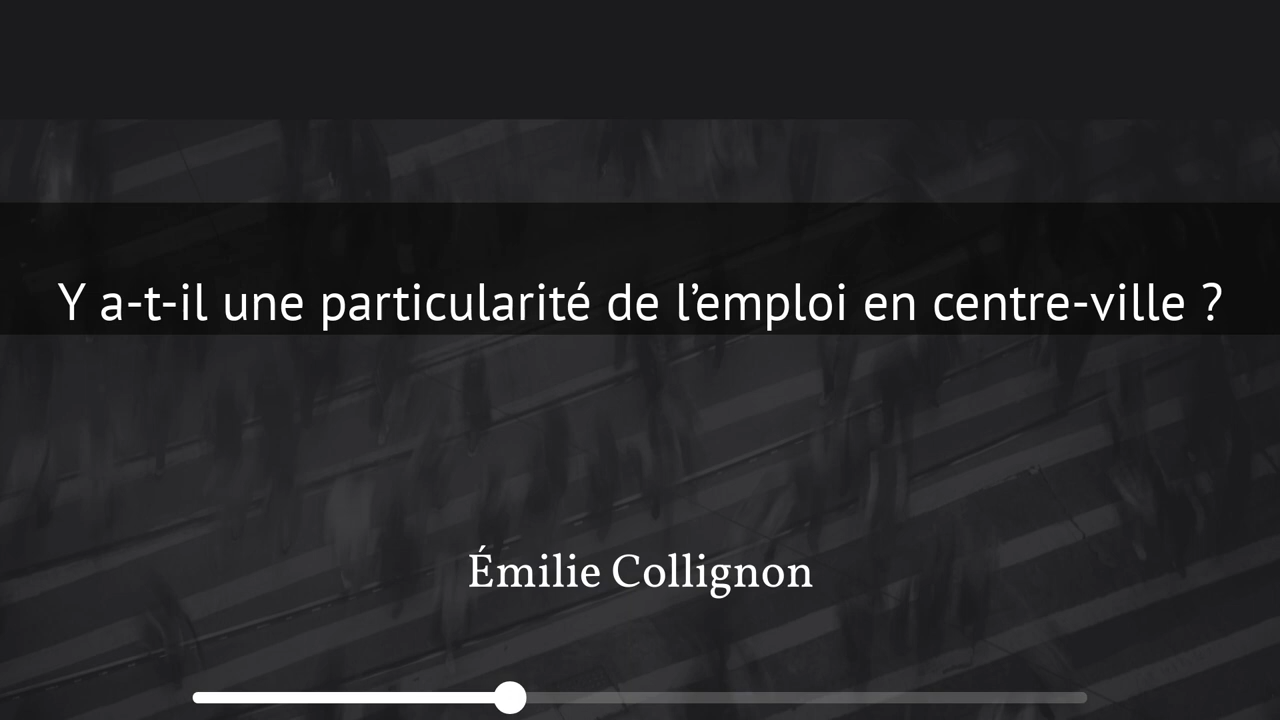 Y a-t-il une particularité de l’emploi en centre-ville ?
Émilie Collignon